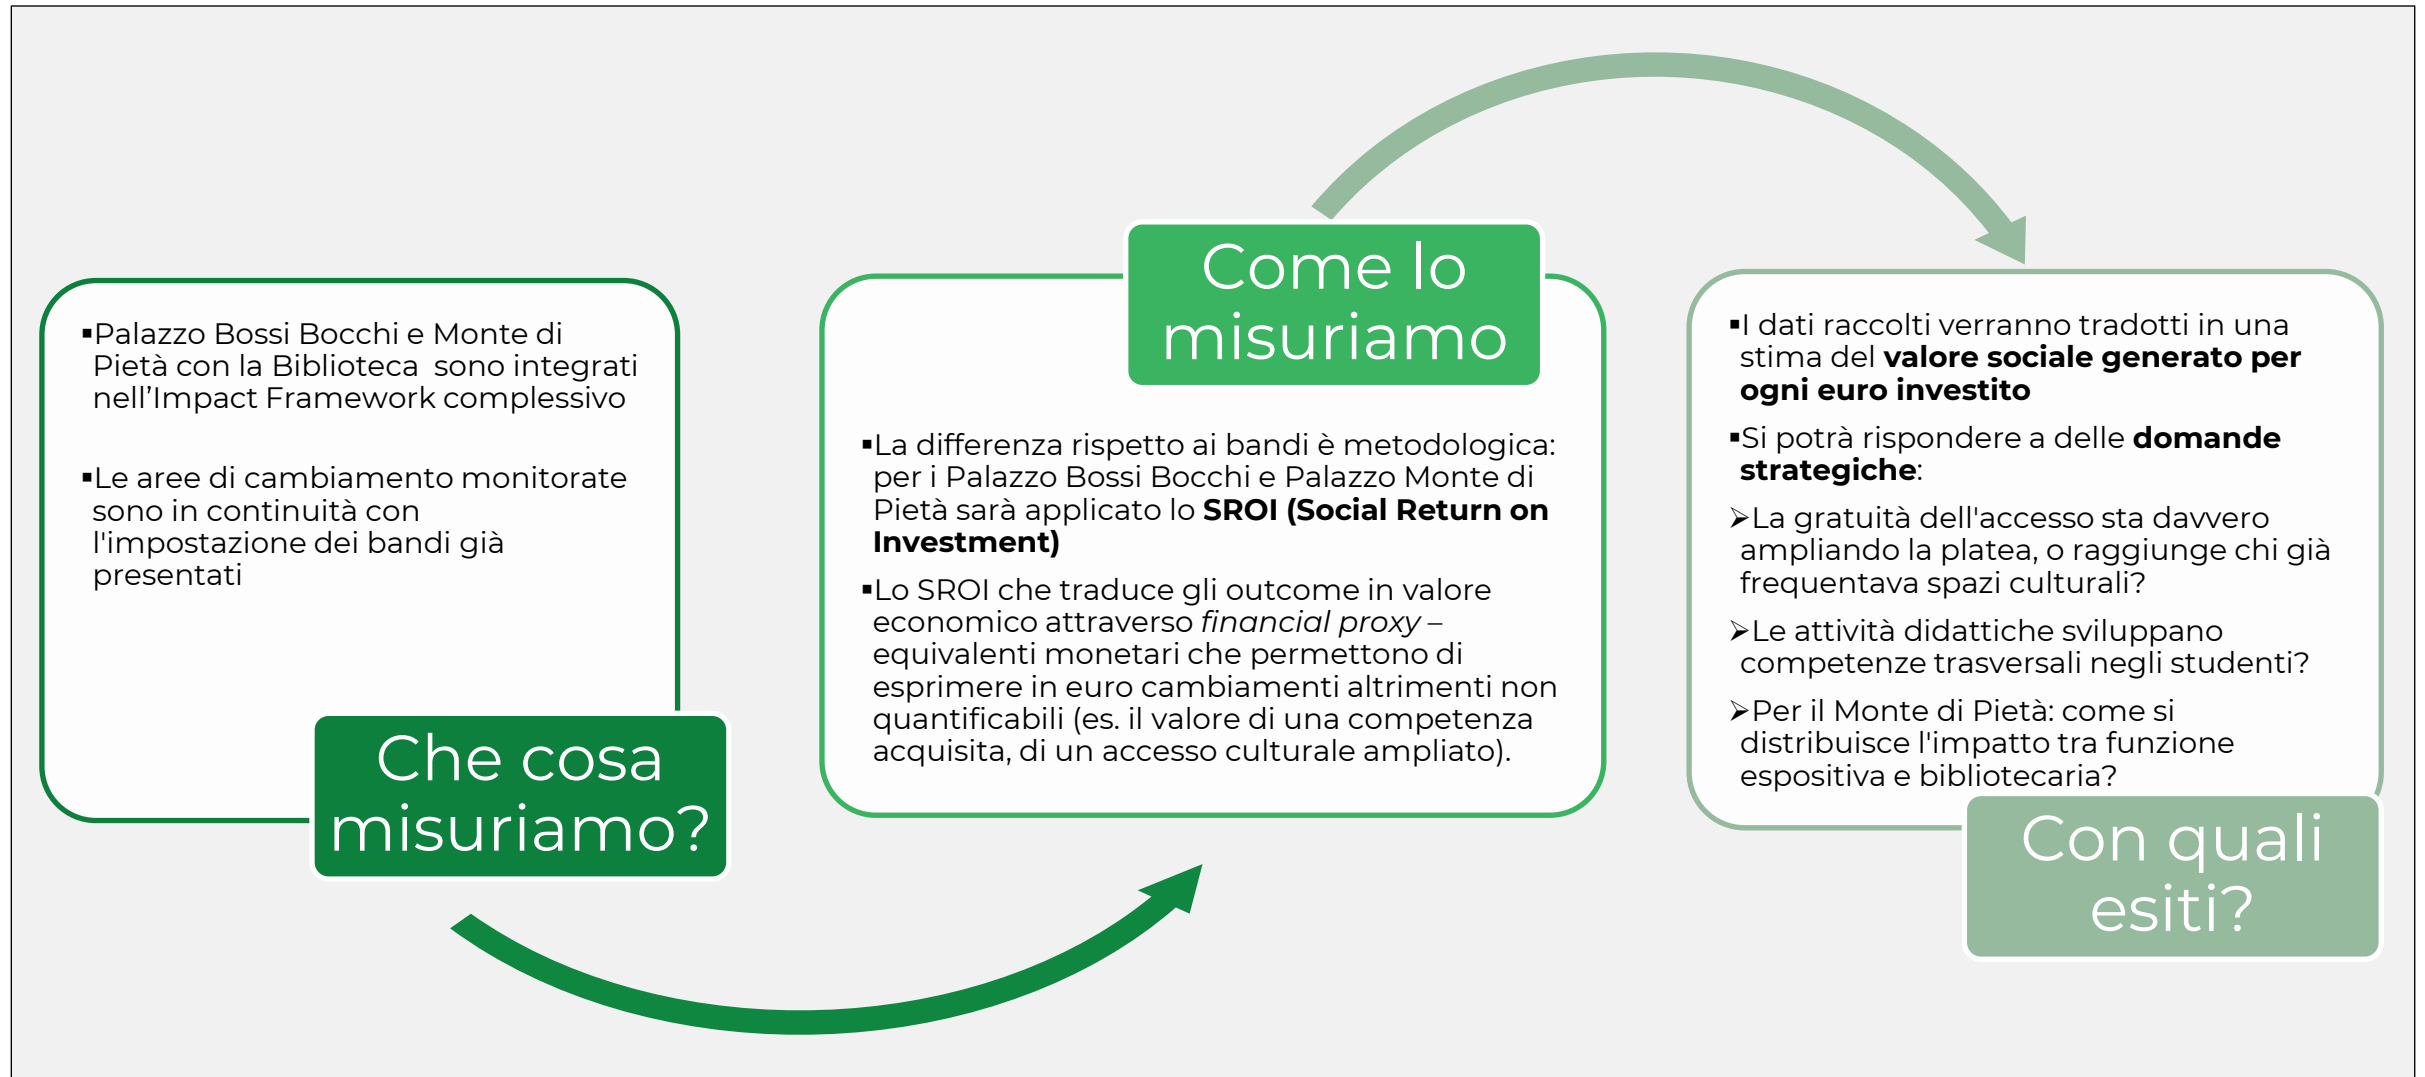 ▪Palazzo Bossi Bocchi e Monte di
Pietà con la Biblioteca  sono integrati
nell’Impact Framework complessivo
▪Le aree di cambiamento monitorate
sono in continuità con
l'impostazione dei bandi già
presentati
Che cosa
misuriamo?
Come lo
misuriamo
▪La differenza rispetto ai bandi è metodologica:
per i Palazzo Bossi Bocchi e Palazzo Monte di
Pietà sarà applicato lo SROI (Social Return on
Investment)
▪Lo SROI che traduce gli outcome in valore
economico attraverso financial proxy –
equivalenti monetari che permettono di
esprimere in euro cambiamenti altrimenti non
quantificabili (es. il valore di una competenza
acquisita, di un accesso culturale ampliato).
▪I dati raccolti verranno tradotti in una
stima del valore sociale generato per
ogni euro investito
▪Si potrà rispondere a delle domande
strategiche:
➢La gratuità dell'accesso sta davvero
ampliando la platea, o raggiunge chi già
frequentava spazi culturali?
➢Le attività didattiche sviluppano
competenze trasversali negli studenti?
➢Per il Monte di Pietà: come si
distribuisce l'impatto tra funzione
espositiva e bibliotecaria?
Con quali
esiti?